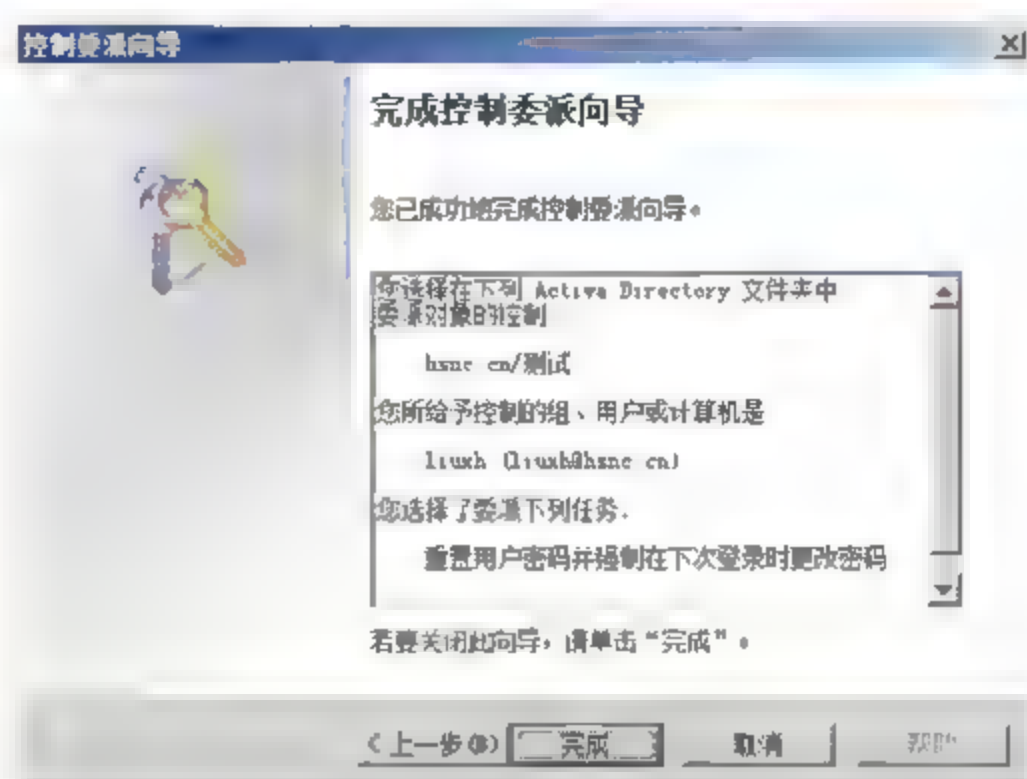 控制委派向导
完成控制委派向导
您已成功地完成控制委派向导。
您选择在下列 Active Directory 文件夹中
委派对象的控制
hsnc cn/测试
您所给予控制的组、用户或计算机是
liuxh (liuxh@hsnc cn)
您选择了委派下列任务.
重置用户密码并强制在下次登录时更改密码
若要关闭此向导，请单击“完成”。
< 上一步(B) 完成 取消 帮助